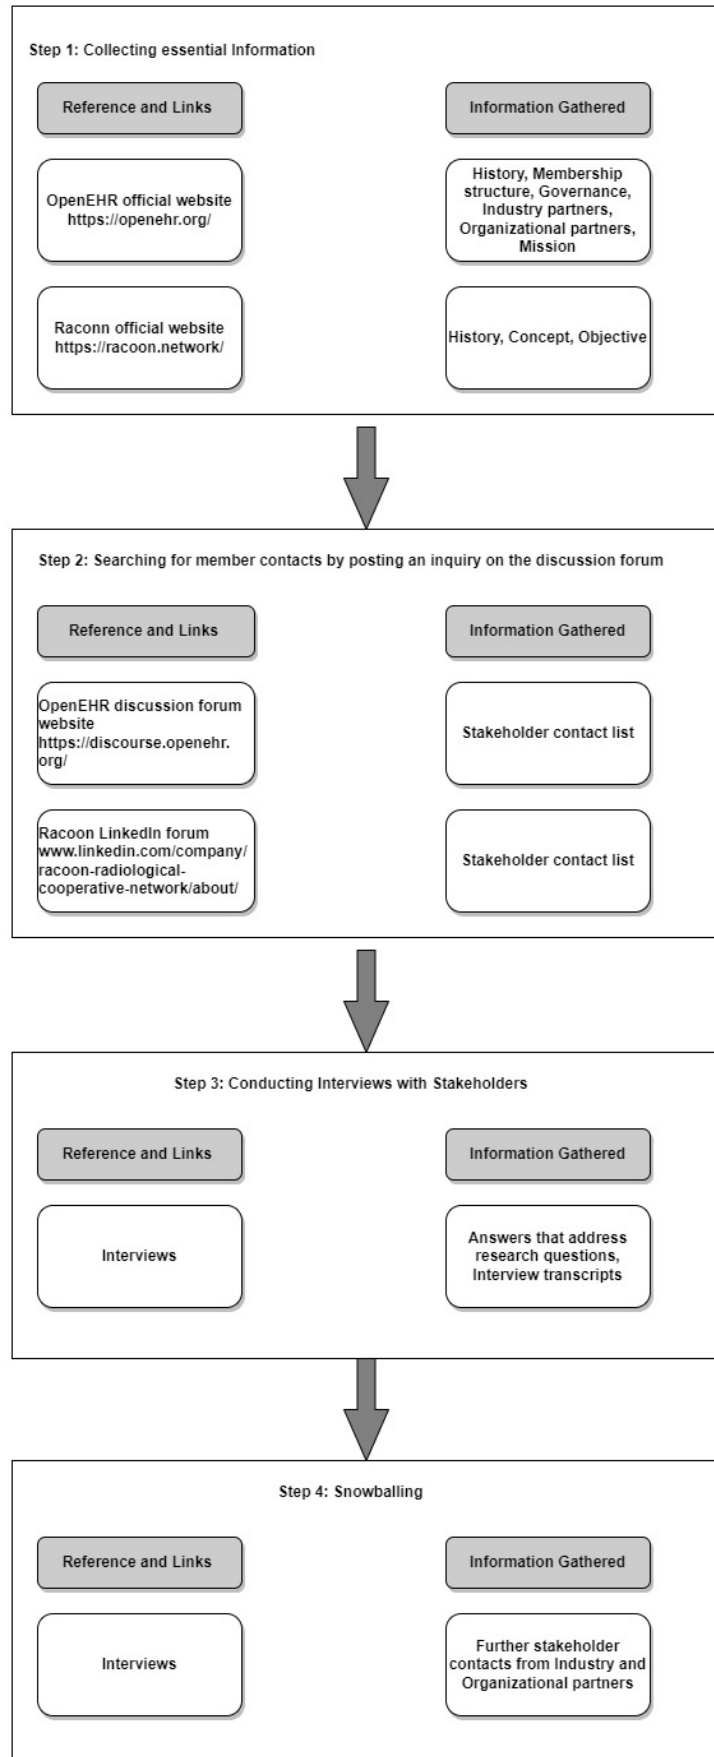 Step 1: Collecting essential Information
Reference and Links
Information Gathered
OpenEHR official website
https://openehr.org/
History, Membership
structure, Governance,
Industry partners,
Organizational partners,
Mission
Raconn official website
https://racoon.network/
History, Concept, Objective
Step 2: Searching for member contacts by posting an inquiry on the discussion forum
Reference and Links
Information Gathered
OpenEHR discussion forum
website
https://discourse.openehr.
org/
Stakeholder contact list
Racoon LinkedIn forum
www.linkedin.com/company/
racoon-radiological-
cooperative-network/about/
Stakeholder contact list
Step 3: Conducting Interviews with Stakeholders
Reference and Links
Information Gathered
Interviews
Answers that address
research questions,
Interview transcripts
Step 4: Snowballing
Reference and Links
Information Gathered
Interviews
Further stakeholder
contacts from Industry and
Organizational partners